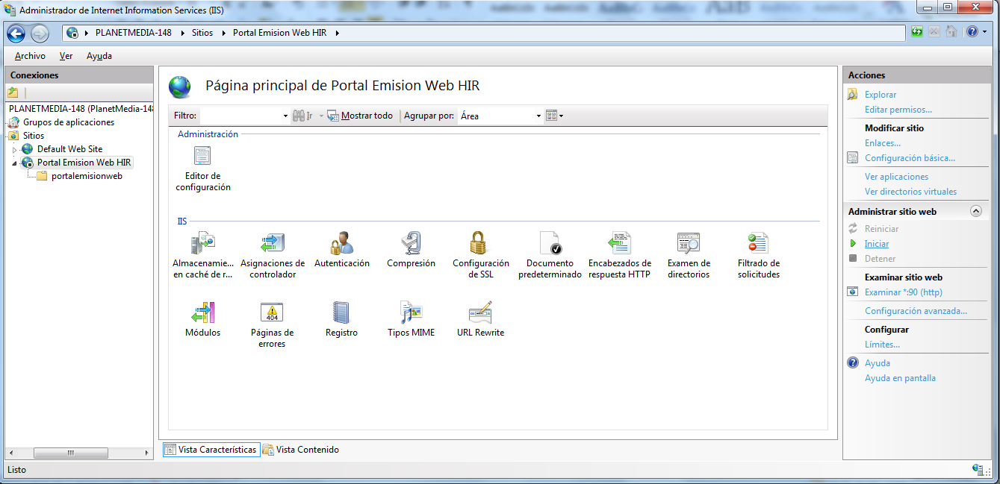 Administrador de Internet Information Services (IIS)
PLANETMEDIA-148 Sitios Portal Emision Web HIR
Archivo Ver Ayuda
Conexiones
PLANETMEDIA-148 (PlanetMedia-148
Grupos de aplicaciones
Sitios
Default Web Site
Portal Emision Web HIR
portalemisionweb
Página principal de Portal Emision Web HIR
Filtro: Ir Mostrar todo Agrupar por: Área
Administración
Editor de
configuración
IIS
Almacenamie...
en caché de r...
Asignaciones de
controlador
Autenticación
Compresión
Configuración
de SSL
Documento
predeterminado
Encabezados de
respuesta HTTP
Examen de
directorios
Filtrado de
solicitudes
Módulos
404
Páginas de
errores
Registro
Tipos MIME
URL Rewrite
Vista Características Vista Contenido
Acciones
Explorar
Editar permisos...
Modificar sitio
Enlaces...
Configuración básica...
Ver aplicaciones
Ver directorios virtuales
Administrar sitio web
Reiniciar
Iniciar
Detener
Examinar sitio web
Examinar *:90 (http)
Configuración avanzada...
Configurar
Límites...
Ayuda
Ayuda en pantalla
Listo